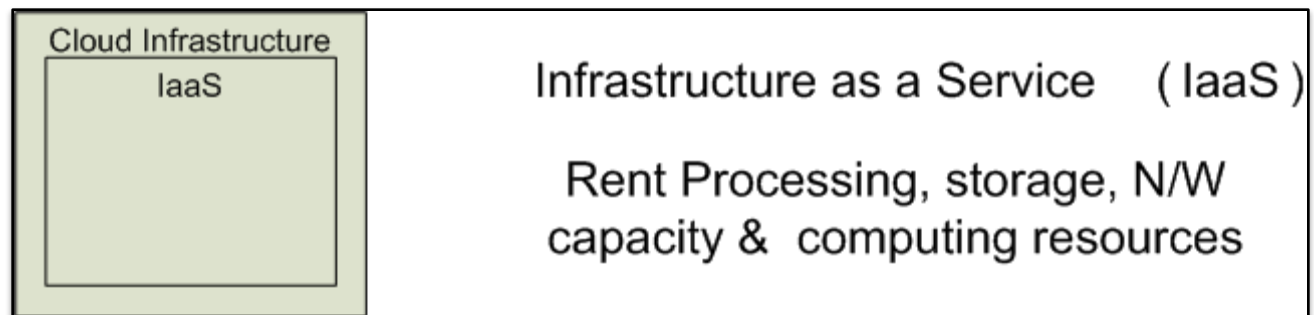 Cloud Infrastructure
IaaS
Infrastructure as a Service ( IaaS )
Rent Processing, storage, N/W
capacity & computing resources